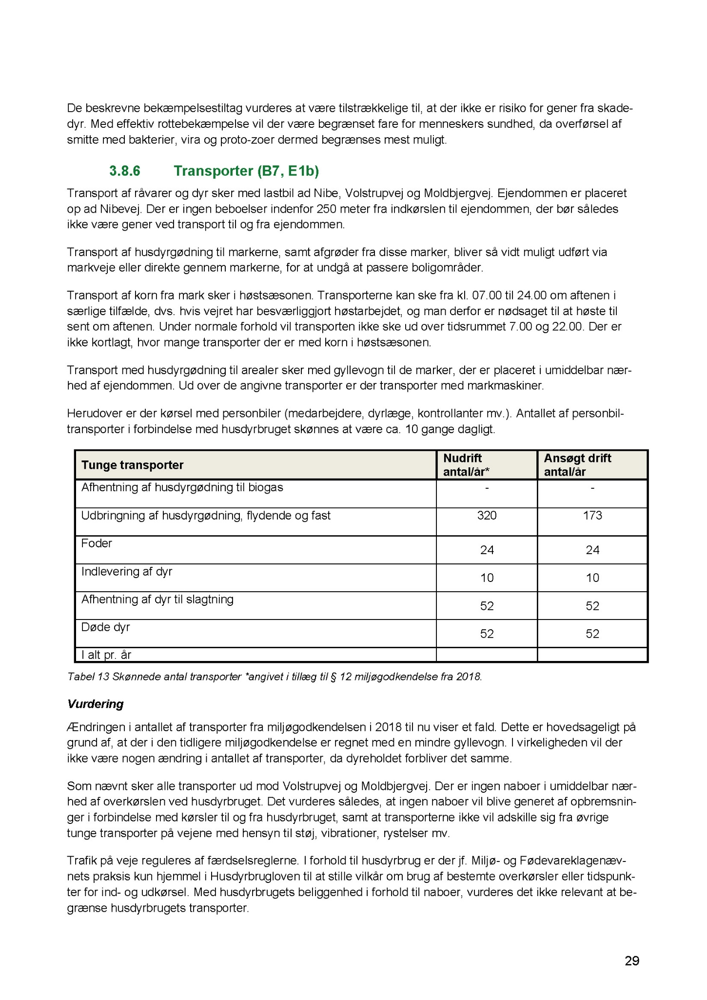 De beskrevne bekæmpelsestiltag vurderes at være tilstrækkelige til, at der ikke er risiko for gener fra skade-
dyr. Med effektiv rottebekæmpelse vil der være begrænset fare for menneskers sundhed, da overførsel af
smitte med bakterier, vira og proto-zoer dermed begrænses mest muligt.
3.8.6 Transporter (B7, E1b)
Transport af råvarer og dyr sker med lastbil ad Nibe, Volstrupvej og Moldbjergvej. Ejendommen er placeret
op ad Nibevej. Der er ingen beboelser indenfor 250 meter fra indkørslen til ejendommen, der bør således
ikke være gener ved transport til og fra ejendommen.
Transport af husdyrgødning til markerne, samt afgrøder fra disse marker, bliver så vidt muligt udført via
markveje eller direkte gennem markerne, for at undgå at passere boligområder.
Transport af korn fra mark sker i høstsæsonen. Transporterne kan ske fra kl. 07.00 til 24.00 om aftenen i
særlige tilfælde, dvs. hvis vejret har besværliggjort høstarbejdet, og man derfor er nødsaget til at høste til
sent om aftenen. Under normale forhold vil transporten ikke ske ud over tidsrummet 7.00 og 22.00. Der er
ikke kortlagt, hvor mange transporter der er med korn i høstsæsonen.
Transport med husdyrgødning til arealer sker med gyllevogn til de marker, der er placeret i umiddelbar nær-
hed af ejendommen. Ud over de angivne transporter er der transporter med markmaskiner.
Herudover er der kørsel med personbiler (medarbejdere, dyrlæge, kontrollanter mv.). Antallet af personbil-
transporter i forbindelse med husdyrbruget skønnes at være ca. 10 gange dagligt.
Tunge transporter Nudrift antal/år* Ansøgt drift antal/år
Afhentning af husdyrgødning til biogas - -
Udbringning af husdyrgødning, flydende og fast 320 173
Foder 24 24
Indlevering af dyr 10 10
Afhentning af dyr til slagtning 52 52
Døde dyr 52 52
I alt pr. år
Tabel 13 Skønnede antal transporter *angivet i tillæg til § 12 miljøgodkendelse fra 2018.
Vurdering
Ændringen i antallet af transporter fra miljøgodkendelsen i 2018 til nu viser et fald. Dette er hovedsageligt på
grund af, at der i den tidligere miljøgodkendelse er regnet med en mindre gyllevogn. I virkeligheden vil der
ikke være nogen ændring i antallet af transporter, da dyreholdet forbliver det samme.
Som nævnt sker alle transporter ud mod Volstrupvej og Moldbjergvej. Der er ingen naboer i umiddelbar nær-
hed af overkørslen ved husdyrbruget. Det vurderes således, at ingen naboer vil blive generet af opbremsnin-
ger i forbindelse med kørsler til og fra husdyrbruget, samt at transporterne ikke vil adskille sig fra øvrige
tunge transporter på vejene med hensyn til støj, vibrationer, rystelser mv.
Trafik på veje reguleres af færdselsreglerne. I forhold til husdyrbrug er der jf. Miljø- og Fødevareklagenæv-
nets praksis kun hjemmel i Husdyrbrugloven til at stille vilkår om brug af bestemte overkørsler eller tidspunk-
ter for ind- og udkørsel. Med husdyrbrugets beliggenhed i forhold til naboer, vurderes det ikke relevant at be-
grænse husdyrbrugets transporter.
29